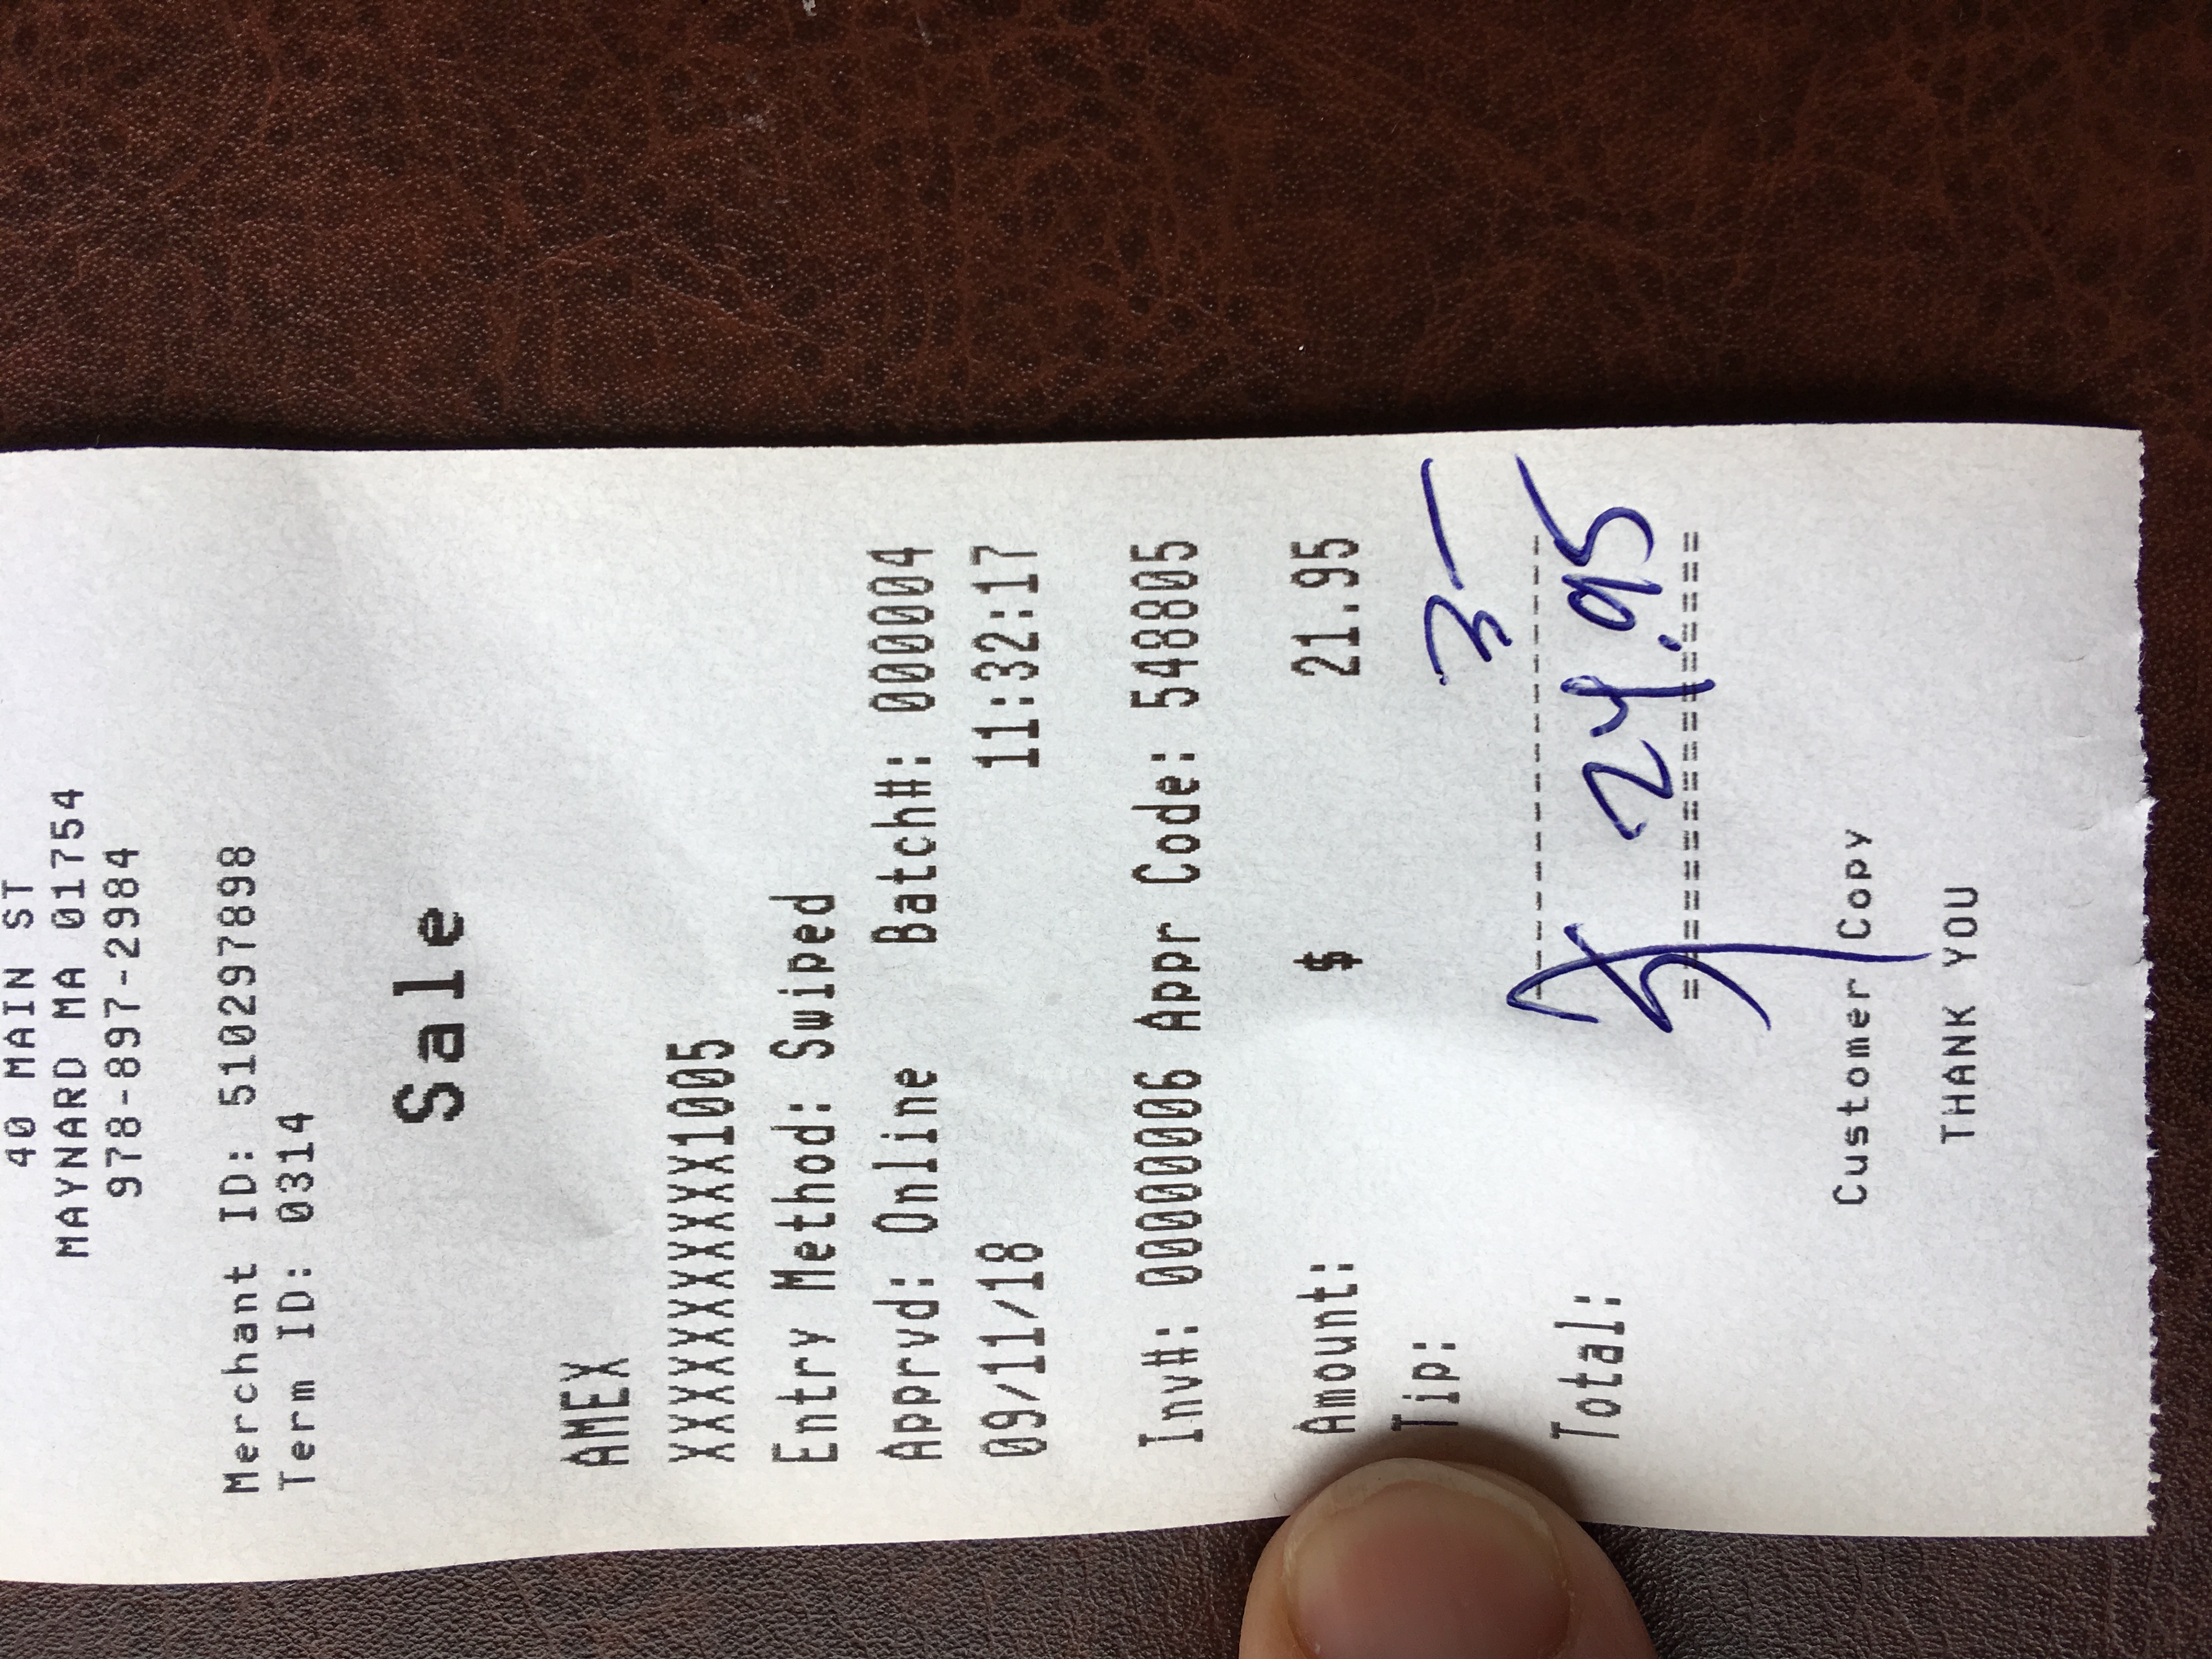 40 MAIN ST
MAYNARD MA 01754
978-897-2984
Merchant ID: 510297898
Term ID: 0314
Sale
AMEX
XXXXXXXXXXX1005
Entry Method: Swiped
Apprvd: Online Batch#: 000004
09/11/18 11:32:17
Inv#: 00000006 Appr Code: 548805
Amount: $ 21.95
Tip: 3-
Total: $ 24.95
Customer Copy
THANK YOU